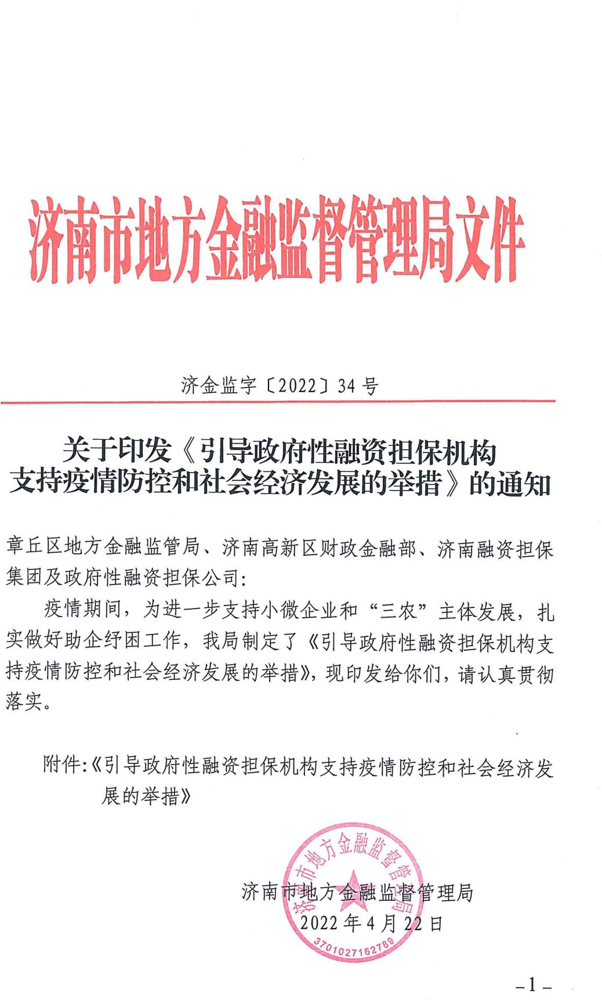 济南市地方金融监督管理局文件
济金监字〔2022〕34号
关于印发《引导政府性融资担保机构
支持疫情防控和社会经济发展的举措》的通知
章丘区地方金融监管局、济南高新区财政金融部、济南融资担保
集团及政府性融资担保公司:
疫情期间，为进一步支持小微企业和“三农”主体发展，扎
实做好助企纾困工作，我局制定了《引导政府性融资担保机构支
持疫情防控和社会经济发展的举措》，现印发给你们，请认真贯彻
落实。
附件:《引导政府性融资担保机构支持疫情防控和社会经济发
展的举措》
济南市地方金融监督管理局
济南市地方金融监督管理局
2022年4月22日
3701027162789
－1－